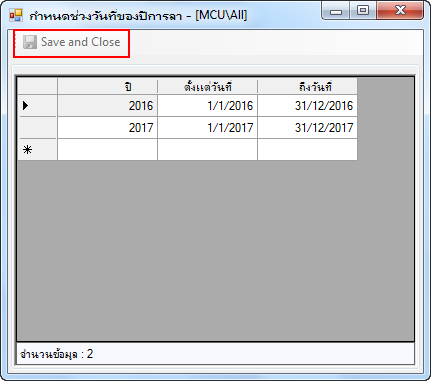 กำหนดช่วงวันที่ของปีการลา - [MCU\All]
Save and Close
ปี ตั้งแต่วันที่ ถึงวันที่
2016 1/1/2016 31/12/2016
2017 1/1/2017 31/12/2017
จำนวนข้อมูล : 2